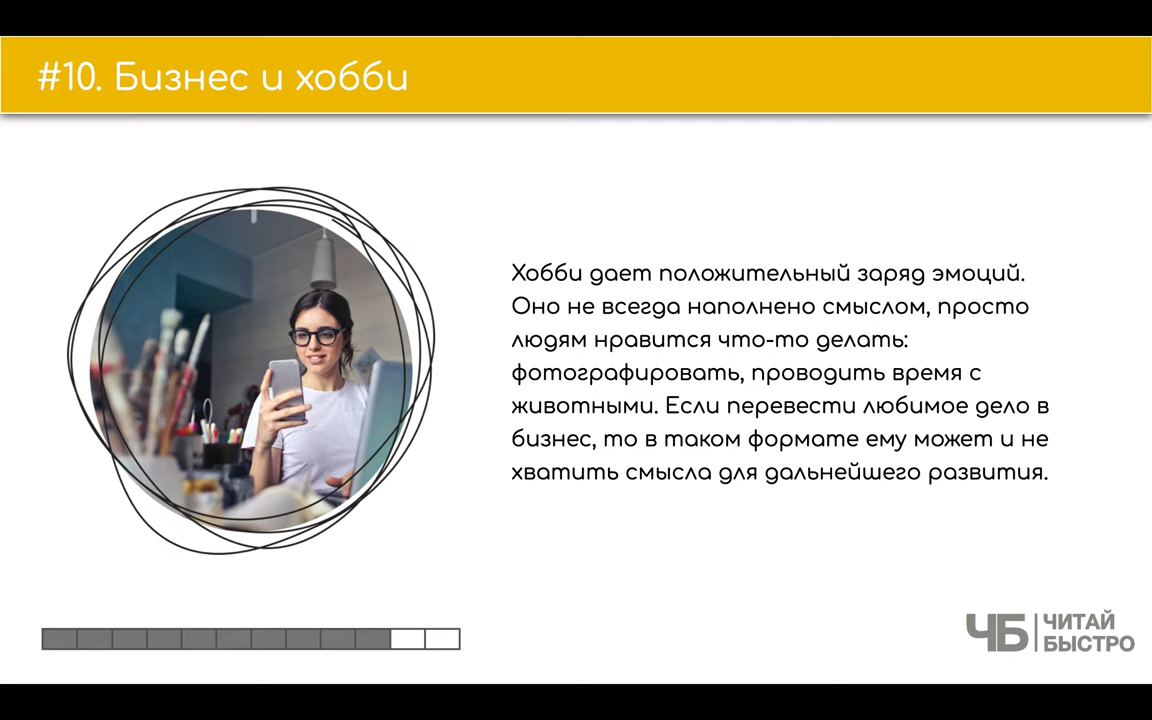 #10. Бизнес и хобби
Хобби дает положительный заряд эмоций.
Оно не всегда наполнено смыслом, просто
людям нравится что-то делать:
фотографировать, проводить время с
животными. Если перевести любимое дело в
бизнес, то в таком формате ему может и не
хватить смысла для дальнейшего развития.
ЧБ
ЧИТАЙ
БЫСТРО